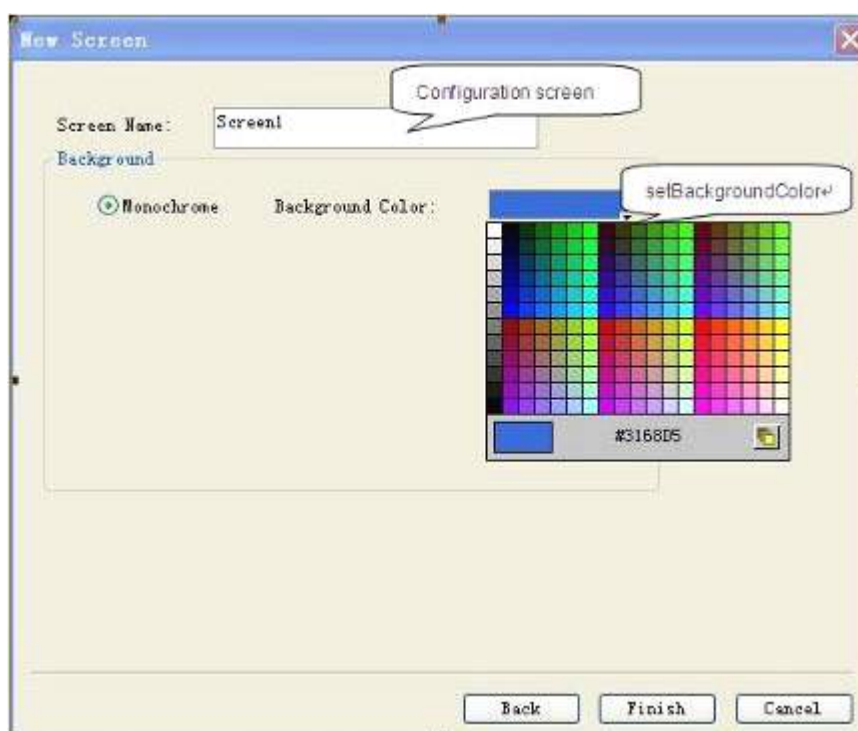 New Screen
Configuration screen
Screen Name: Screen1
Background
setBackgroundColor↵
Monochrome Background Color:
#3168D5
Back Finish Cancel